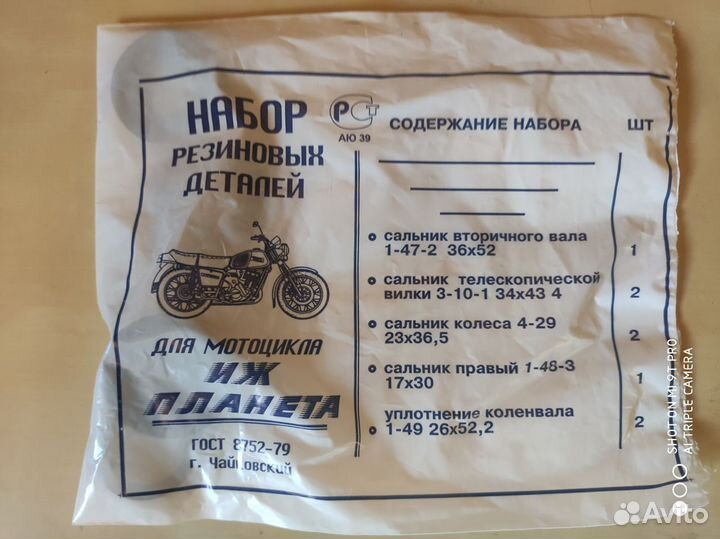 НАБОР
РЕЗИНОВЫХ
ДЕТАЛЕЙ
РСТ
АЮ 39
ДЛЯ МОТОЦИКЛА
ИЖ
ПЛАНЕТА
ГОСТ 8752-79
г. Чайковский
СОДЕРЖАНИЕ НАБОРА ШТ
сальник вторичного вала
1-47-2 36х52 1
сальник телескопической
вилки 3-10-1 34х43 4 2
сальник колеса 4-29
23х36,5 2
сальник правый 1-48-3
17х30 1
уплотнение коленвала
1-49 26х52,2 2
SHOT ON MI 9T PRO
AI TRIPLE CAMERA
Avito